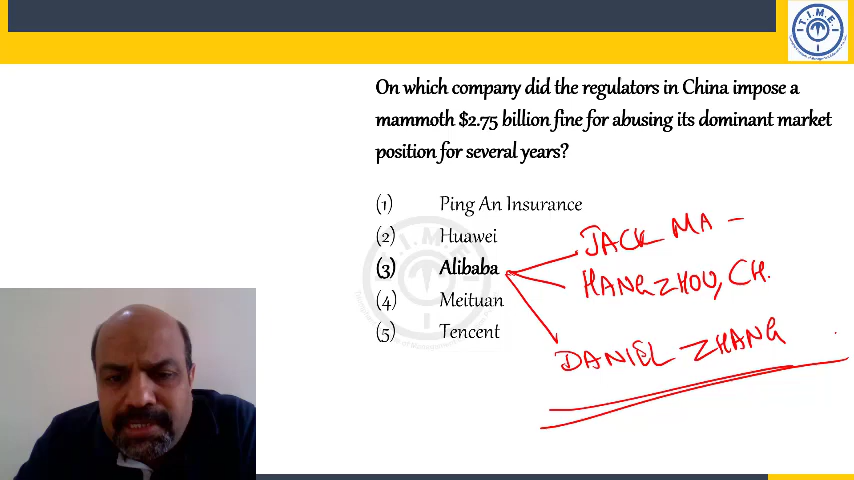 T.I.M.E.
On which company did the regulators in China impose a
mammoth $2.75 billion fine for abusing its dominant market
position for several years?
(1) Ping An Insurance
(2) Huawei
(3) Alibaba
(4) Meituan
(5) Tencent
JACK MA -
HANGZHOU, CH.
DANIEL ZHANG